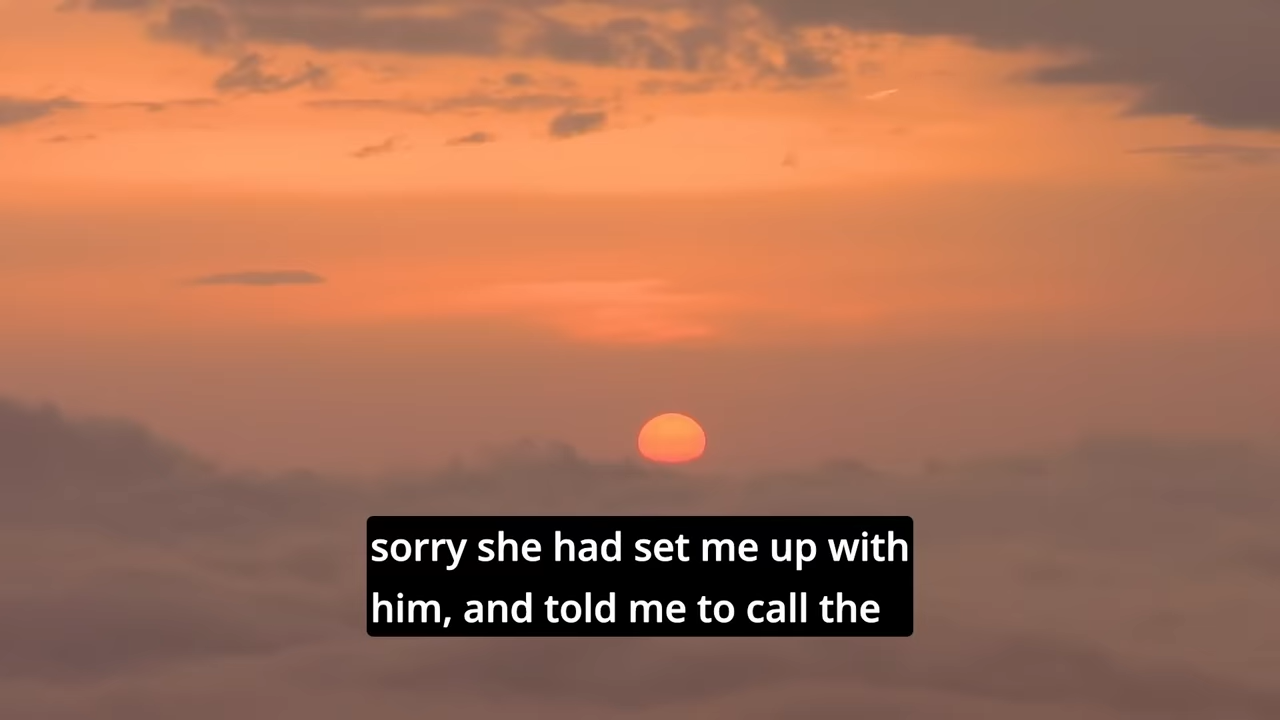 sorry she had set me up with
him, and told me to call the